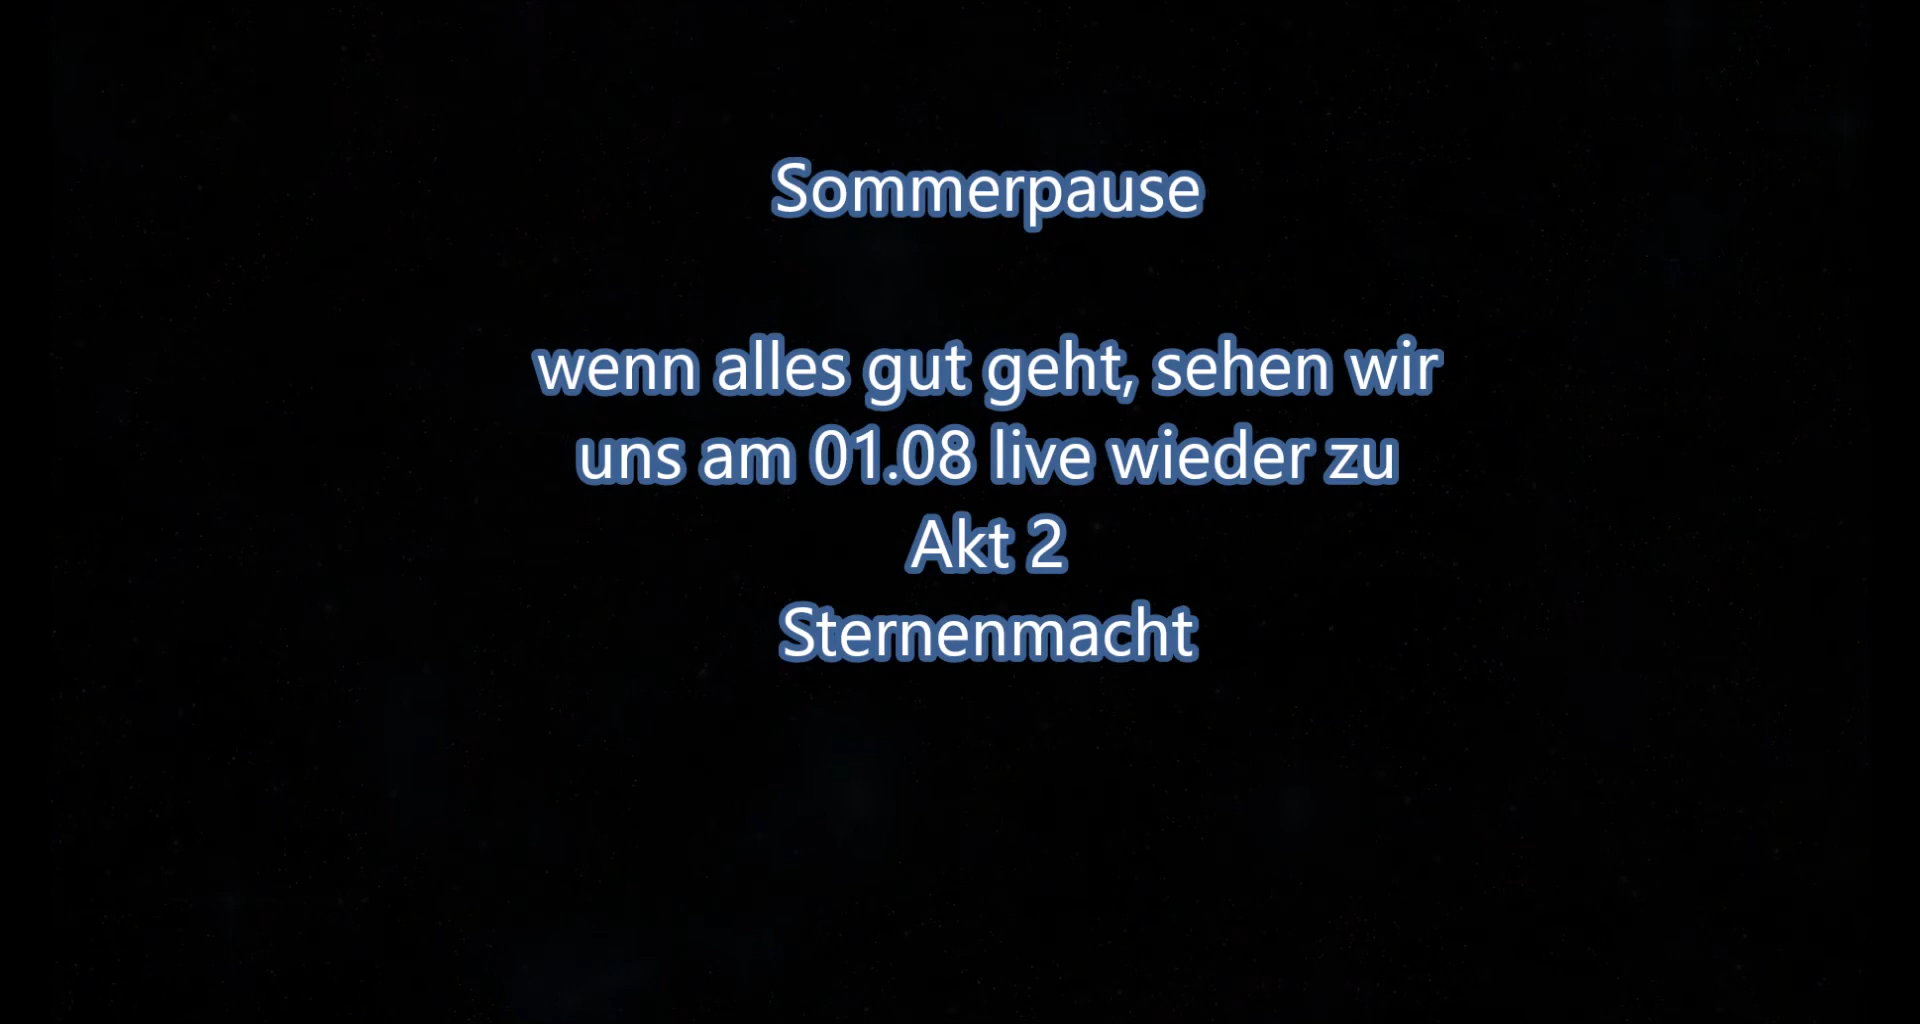 Sommerpause
wenn alles gut geht, sehen wir
uns am 01.08 live wieder zu
Akt 2
Sternenmacht